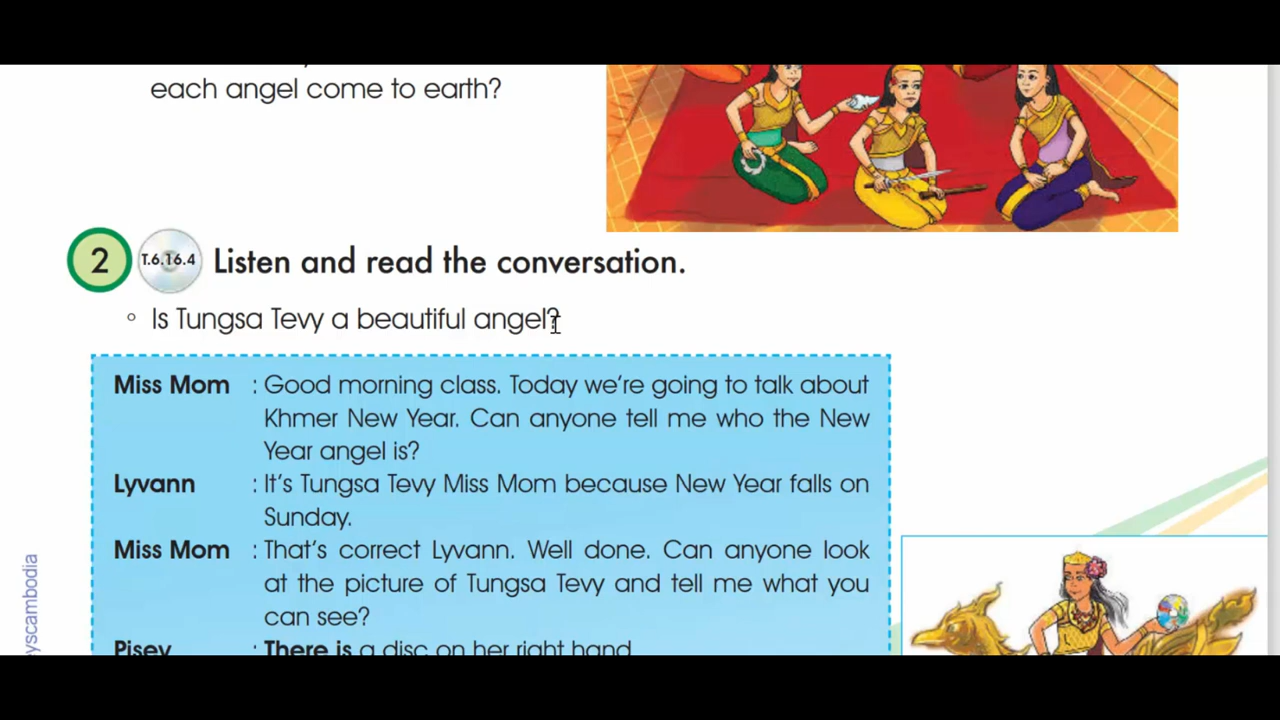 each angel come to earth?
2 T.6.16.4 Listen and read the conversation.
° Is Tungsa Tevy a beautiful angel?
Miss Mom : Good morning class. Today we're going to talk about
Khmer New Year. Can anyone tell me who the New
Year angel is?
Lyvann : It's Tungsa Tevy Miss Mom because New Year falls on
Sunday.
Miss Mom : That's correct Lyvann. Well done. Can anyone look
at the picture of Tungsa Tevy and tell me what you
can see?
Pisey : There is a disc on her right hand
yscambodia